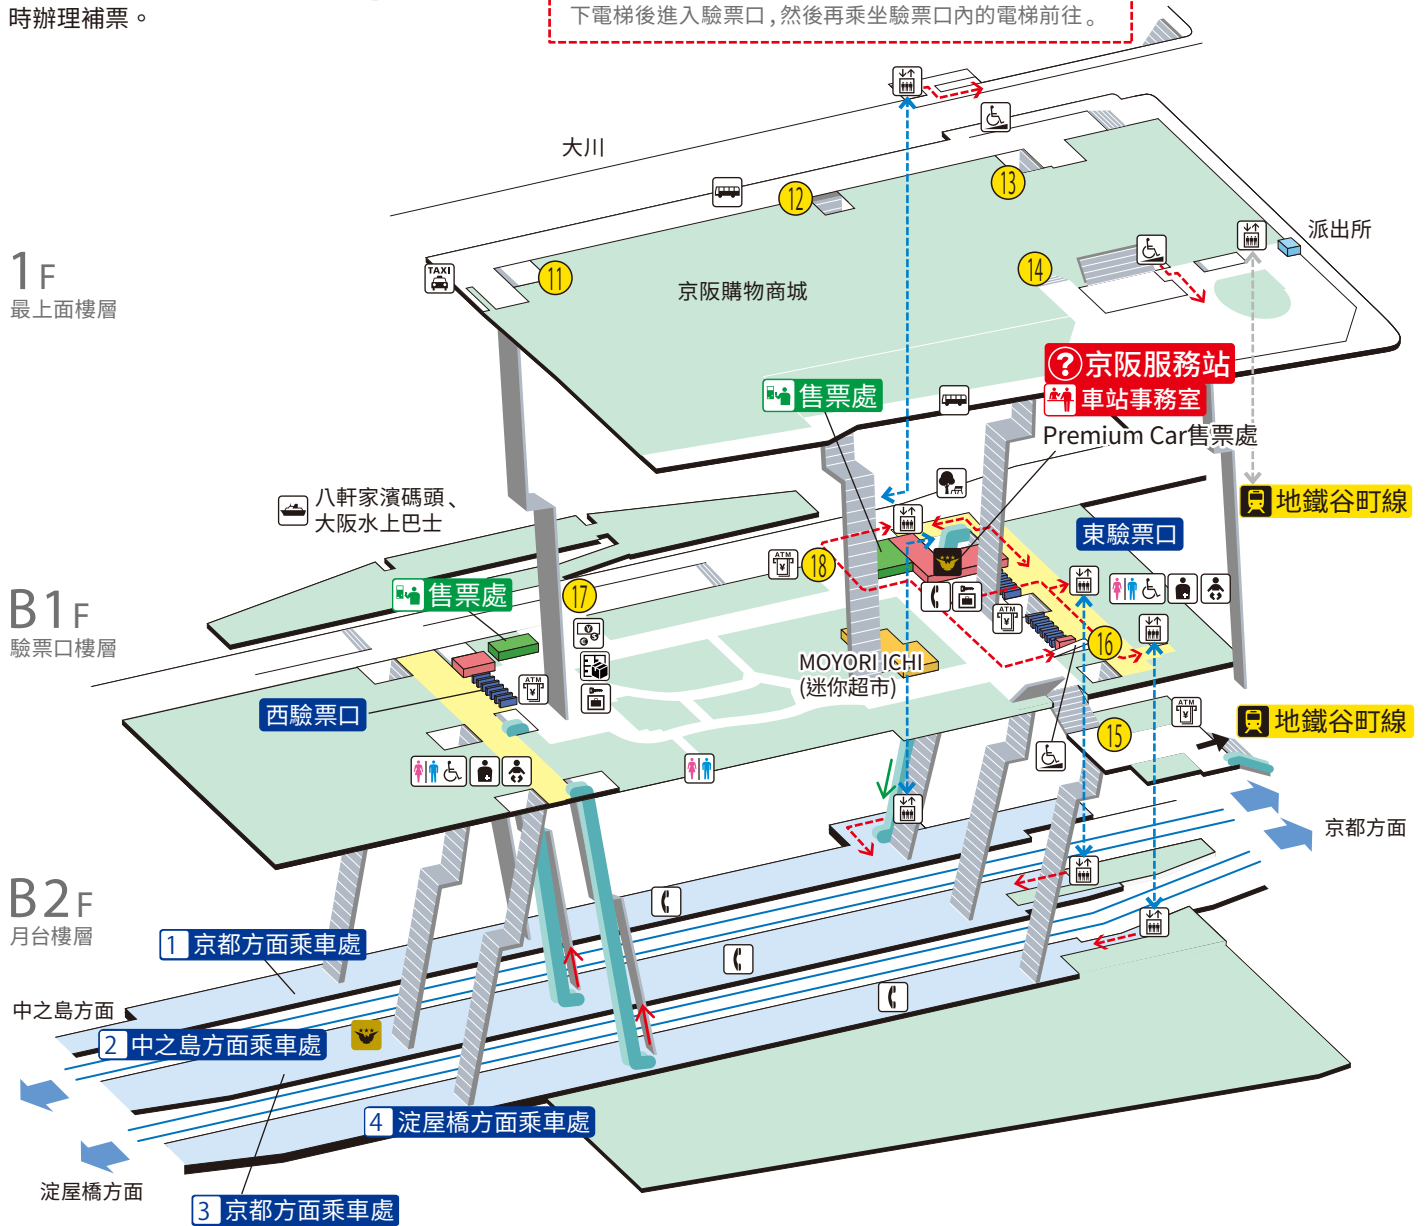 時辦理補票。
下電梯後進入驗票口，然後再乘坐驗票口內的電梯前往。
大川
13
12
派出所
14
11
TAXI
1F
最上面樓層
京阪購物商城
?京阪服務站
車站事務室
售票處
Premium Car售票處
地鐵谷町線
八軒家濱碼頭、
大阪水上巴士
東驗票口
ATM
18
售票處
17
B1F
驗票口樓層
ATM
16
MOYORI ICHI
(迷你超市)
ATM
西驗票口
ATM
地鐵谷町線
15
京都方面
B2F
月台樓層
1 京都方面乘車處
中之島方面
2 中之島方面乘車處
4 淀屋橋方面乘車處
淀屋橋方面
3 京都方面乘車處